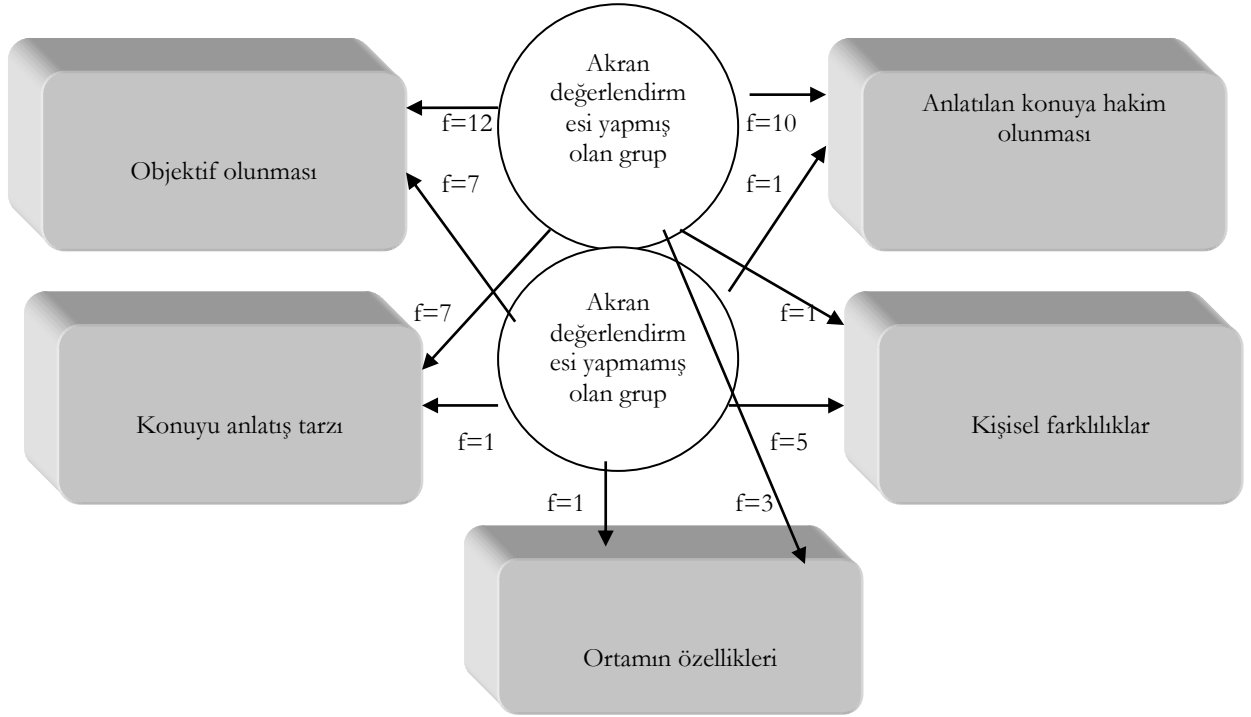 Akran
değerlendirm
esi yapmış
olan grup
Anlatılan konuya hakim
olunması
f=12
f=10
Objektif olunması
f=7
f=1
Akran
değerlendirm
esi yapmamış
olan grup
f=7
f=1
Konuyu anlatış tarzı
Kişisel farklılıklar
f=1
f=5
f=1
f=3
Ortamın özellikleri